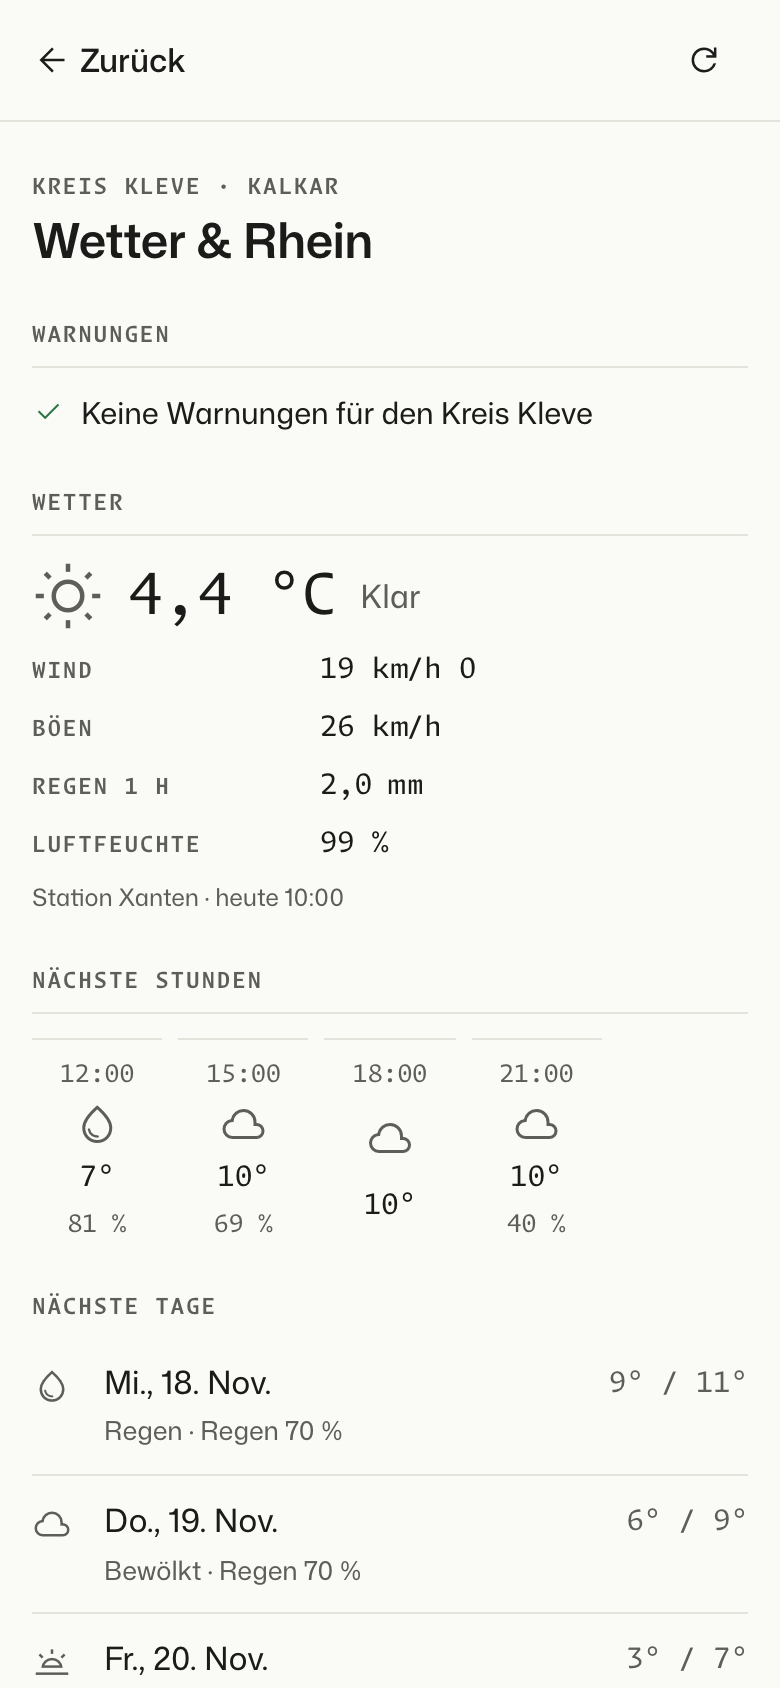 Zurück
KREIS KLEVE · KALKAR
Wetter & Rhein
WARNUNGEN
Keine Warnungen für den Kreis Kleve
WETTER
4,4 °C Klar
WIND 19 km/h O
BÖEN 26 km/h
REGEN 1 H 2,0 mm
LUFTFEUCHTE 99 %
Station Xanten · heute 10:00
NÄCHSTE STUNDEN
12:00 15:00 18:00 21:00
7° 10° 10° 10°
81 % 69 % 40 %
NÄCHSTE TAGE
Mi., 18. Nov. 9° / 11°
Regen · Regen 70 %
Do., 19. Nov. 6° / 9°
Bewölkt · Regen 70 %
Fr., 20. Nov. 3° / 7°